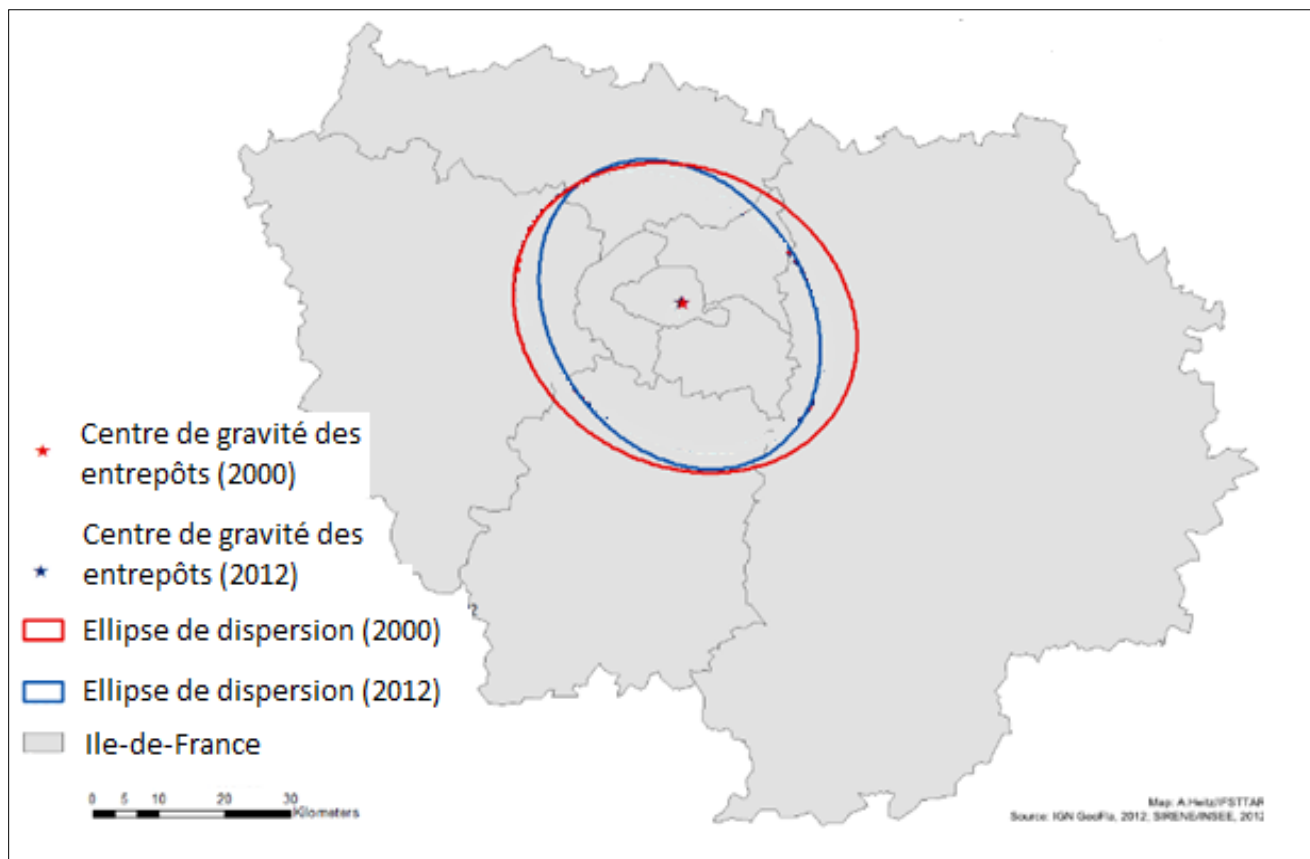 Centre de gravité des
entrepôts (2000)
Centre de gravité des
entrepôts (2012)
Ellipse de dispersion (2000)
Ellipse de dispersion (2012)
Ile-de-France
0 5 10 20 30
Kilometers
Map: A.Heitz/IFSTTAR
Source: IGN GeoFla, 2012; SIRENE/INSEE, 2012
?